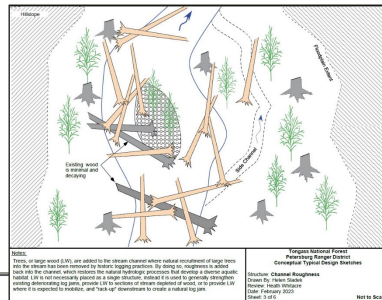 Hillslope
Floodplain Extent
Existing wood
is minimal and
decaying
Side Channel
Notes:
Trees, or large wood (LW), are added to the stream channel where natural recruitment of large trees
into the stream has been removed by historic logging practices. By doing so, roughness is added
back into the channel, which restores the natural hydrologic processes that develop a diverse aquatic
habitat. LW is not necessarily placed as a single structure, instead it is used to generally strengthen
existing deteriorating log jams, provide LW to sections of stream depleted of wood, or to provide LW
where it is expected to mobilize, and "rack-up" downstream to create a natural log jam.
Tongass National Forest
Petersburg Ranger District
Conceptual Typical Design Sketches
Structure: Channel Roughness
Drawn By: Helen Stadek
Review: Heath Whitacre
Date: February 2023
Sheet: 3 of 6
Not to Sca